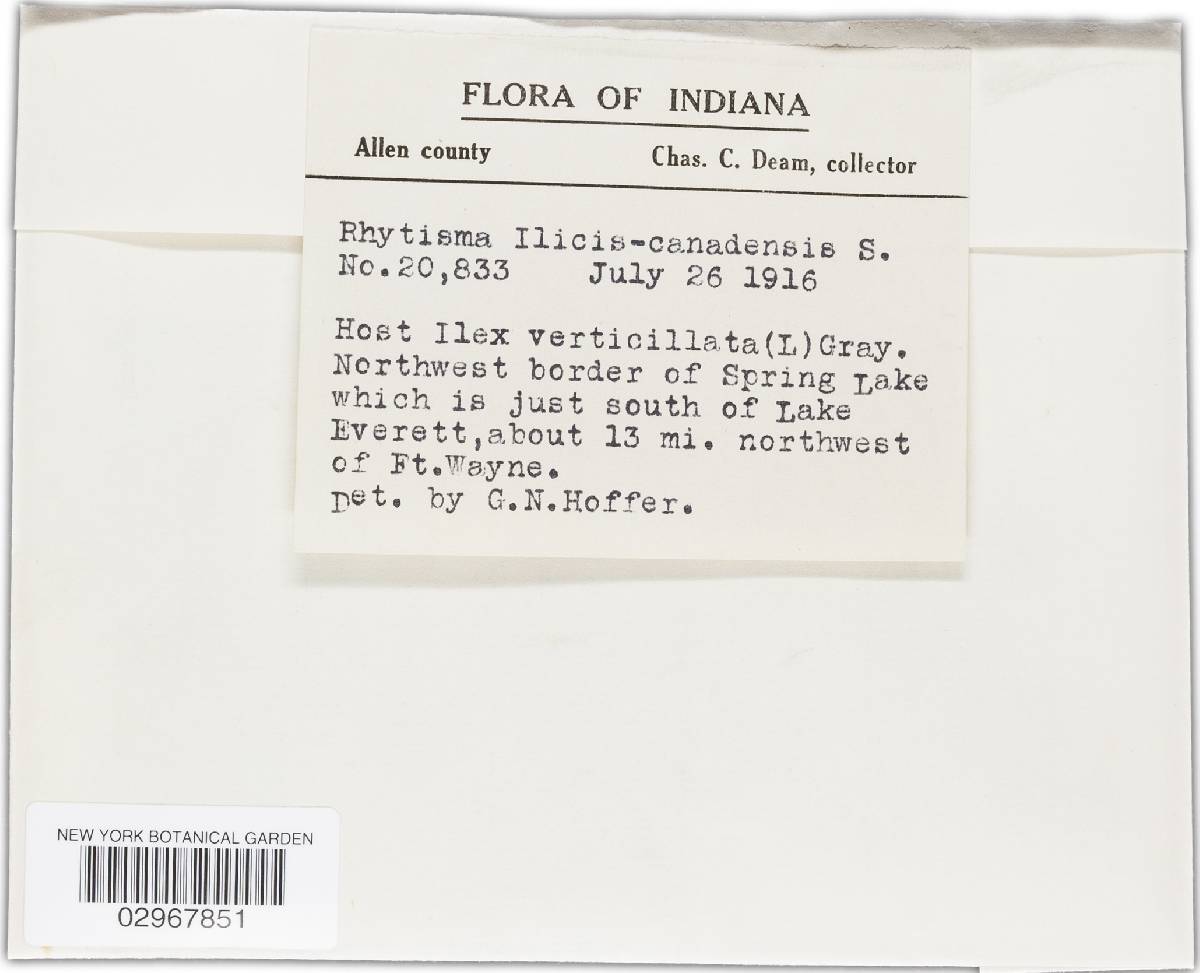 FLORA OF INDIANA
Allen county Chas. C. Deam, collector
Rhytisma Ilicis-canadensis S.
No.20,833 July 26 1916
Host Ilex verticillata(L)Gray.
Northwest border of Spring Lake
which is just south of Lake
Everett,about 13 mi. northwest
of Ft.Wayne.
Det. by G.N.Hoffer.
NEW YORK BOTANICAL GARDEN
02967851